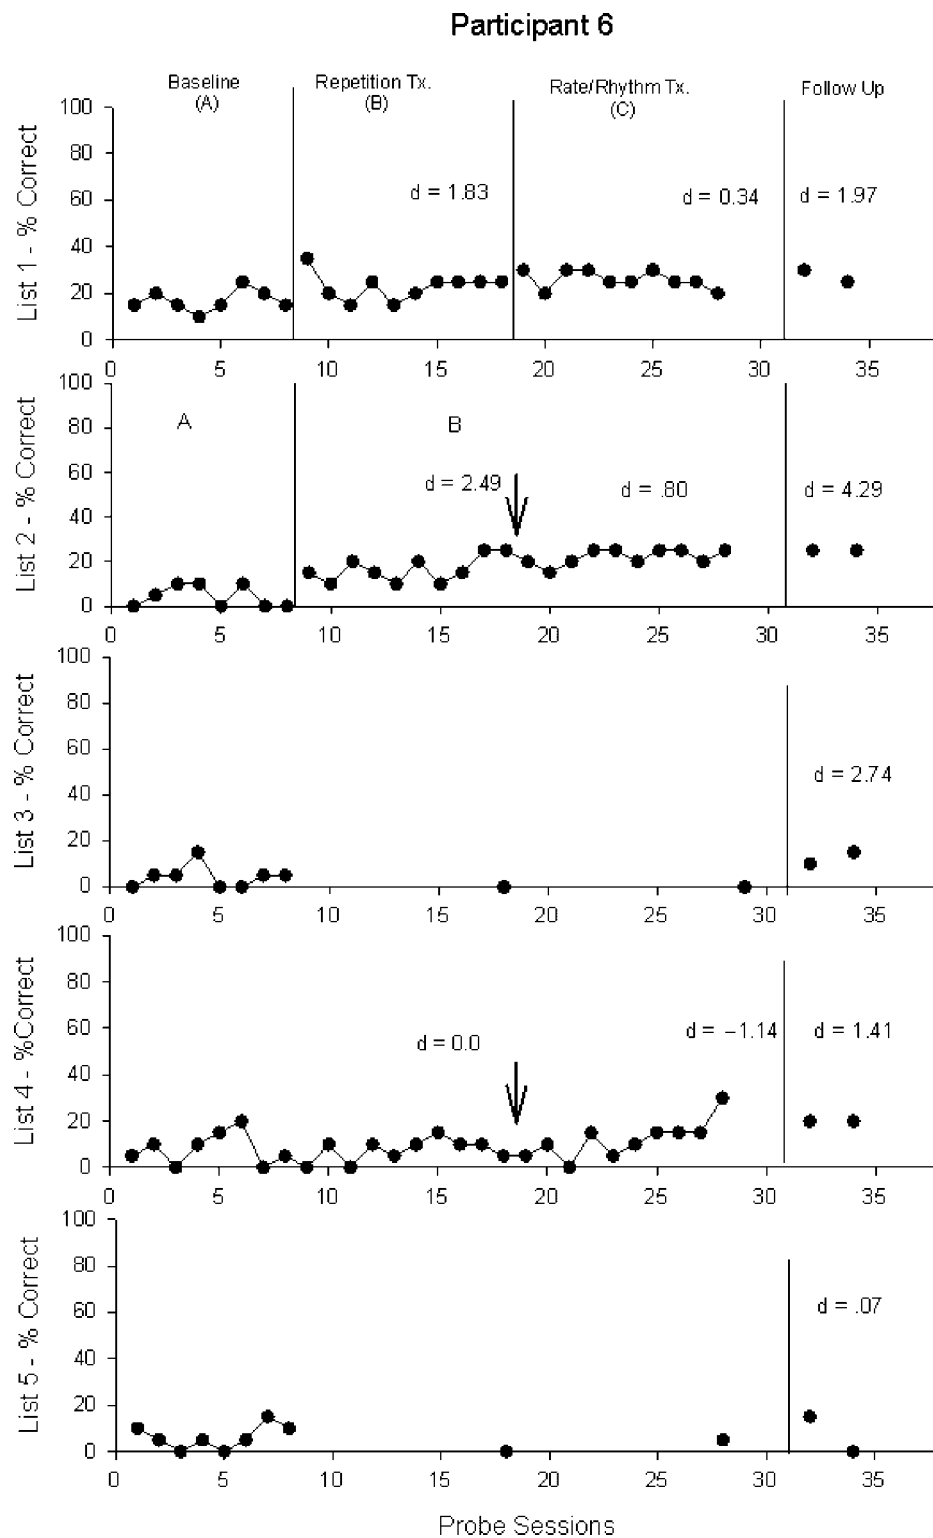 Participant 6
Baseline
(A)
Repetition Tx.
(B)
Rate/Rhythm Tx.
(C)
Follow Up
List 1 - % Correct
100
80
60
40
20
0
d = 1.83
d = 0.34
d = 1.97
0 5 10 15 20 25 30 35
List 2 - % Correct
100
80
60
40
20
0
A
B
d = 2.49
d = .80
d = 4.29
0 5 10 15 20 25 30 35
List 3 - % Correct
100
80
60
40
20
0
d = 2.74
0 5 10 15 20 25 30 35
List 4 - %Correct
100
80
60
40
20
0
d = 0.0
d = −1.14
d = 1.41
0 5 10 15 20 25 30 35
List 5 - % Correct
100
80
60
40
20
0
d = .07
0 5 10 15 20 25 30 35
Probe Sessions